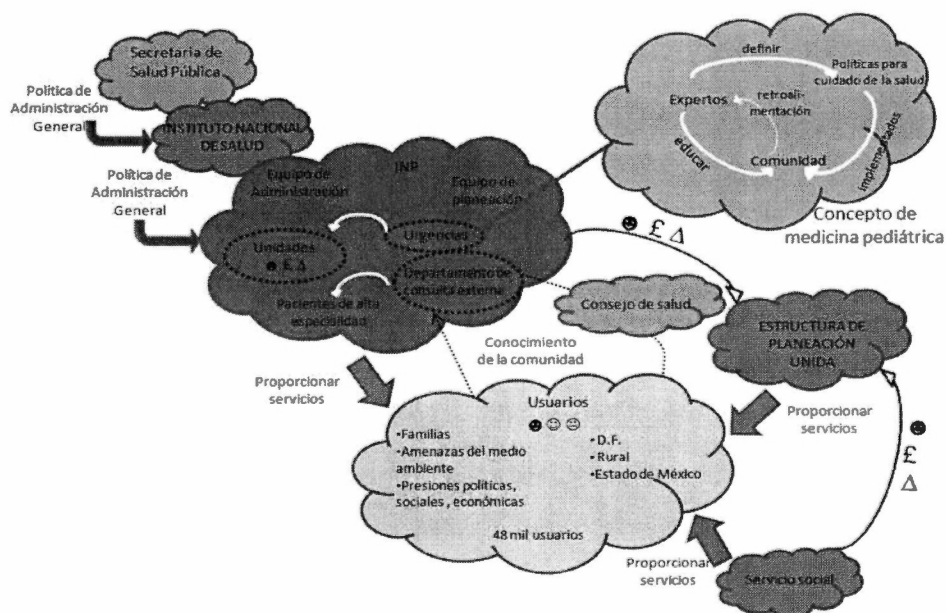 Secretaria de
Salud Pública
Política de
Administración
General
INSTITUTO NACIONAL
DE SALUD
Política de
Administración
General
Equipo de
Administración
INP
Equipo de
planeación
Urgencias
Unidades
☻ £ Δ
Departamento de
consulta externa
Pacientes de alta
especialidad
definir
Políticas para
cuidado de la salud
Expertos
retroali-
mentación
educar
Comunidad
implementados
Concepto de
medicina pediátrica
☻ £ Δ
Consejo de salud
ESTRUCTURA DE
PLANEACIÓN
UNIDA
Conocimiento
de la comunidad
Proporcionar
servicios
Proporcionar
servicios
Usuarios
☻ ☺ ☹
•Familias
•Amenazas del medio
ambiente
•Presiones políticas,
sociales , económicas
•D.F.
•Rural
•Estado de México
48 mil usuarios
☻
£
Δ
Proporcionar
servicios
Servicio social